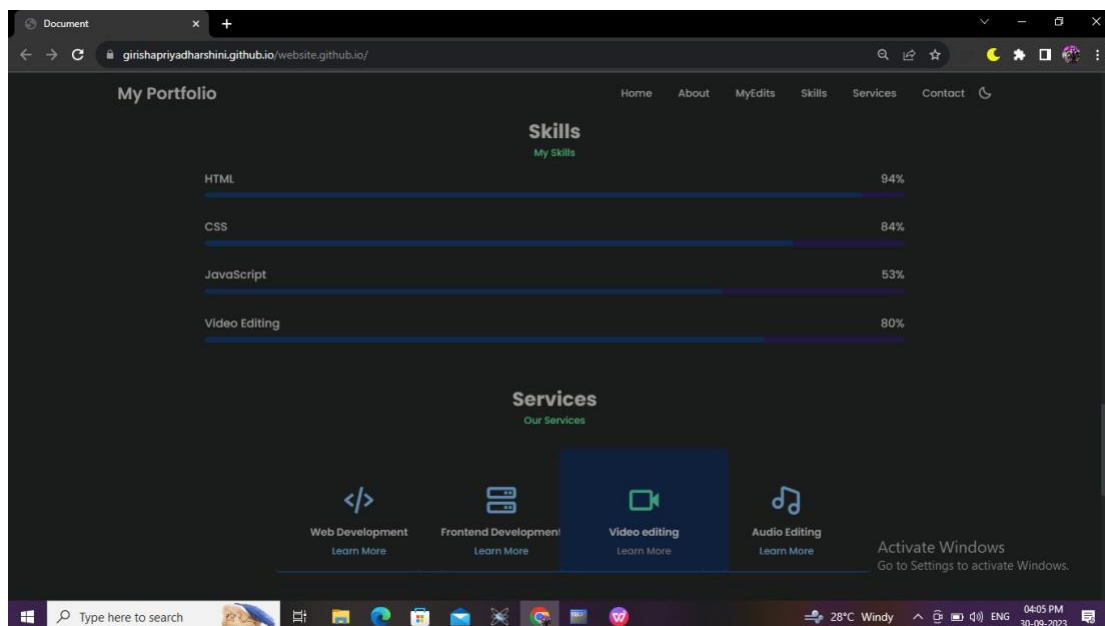 Document
girishapriyadharshini.github.io/website.github.io/
My Portfolio
Home About MyEdits Skills Services Contact
Skills
My Skills
HTML 94%
CSS 84%
JavaScript 53%
Video Editing 80%
Services
Our Services
Web Development Frontend Development Video editing Audio Editing
Learn More Learn More Learn More Learn More
Activate Windows
Go to Settings to activate Windows.
Type here to search
28°C Windy ENG
04:05 PM
30-09-2023